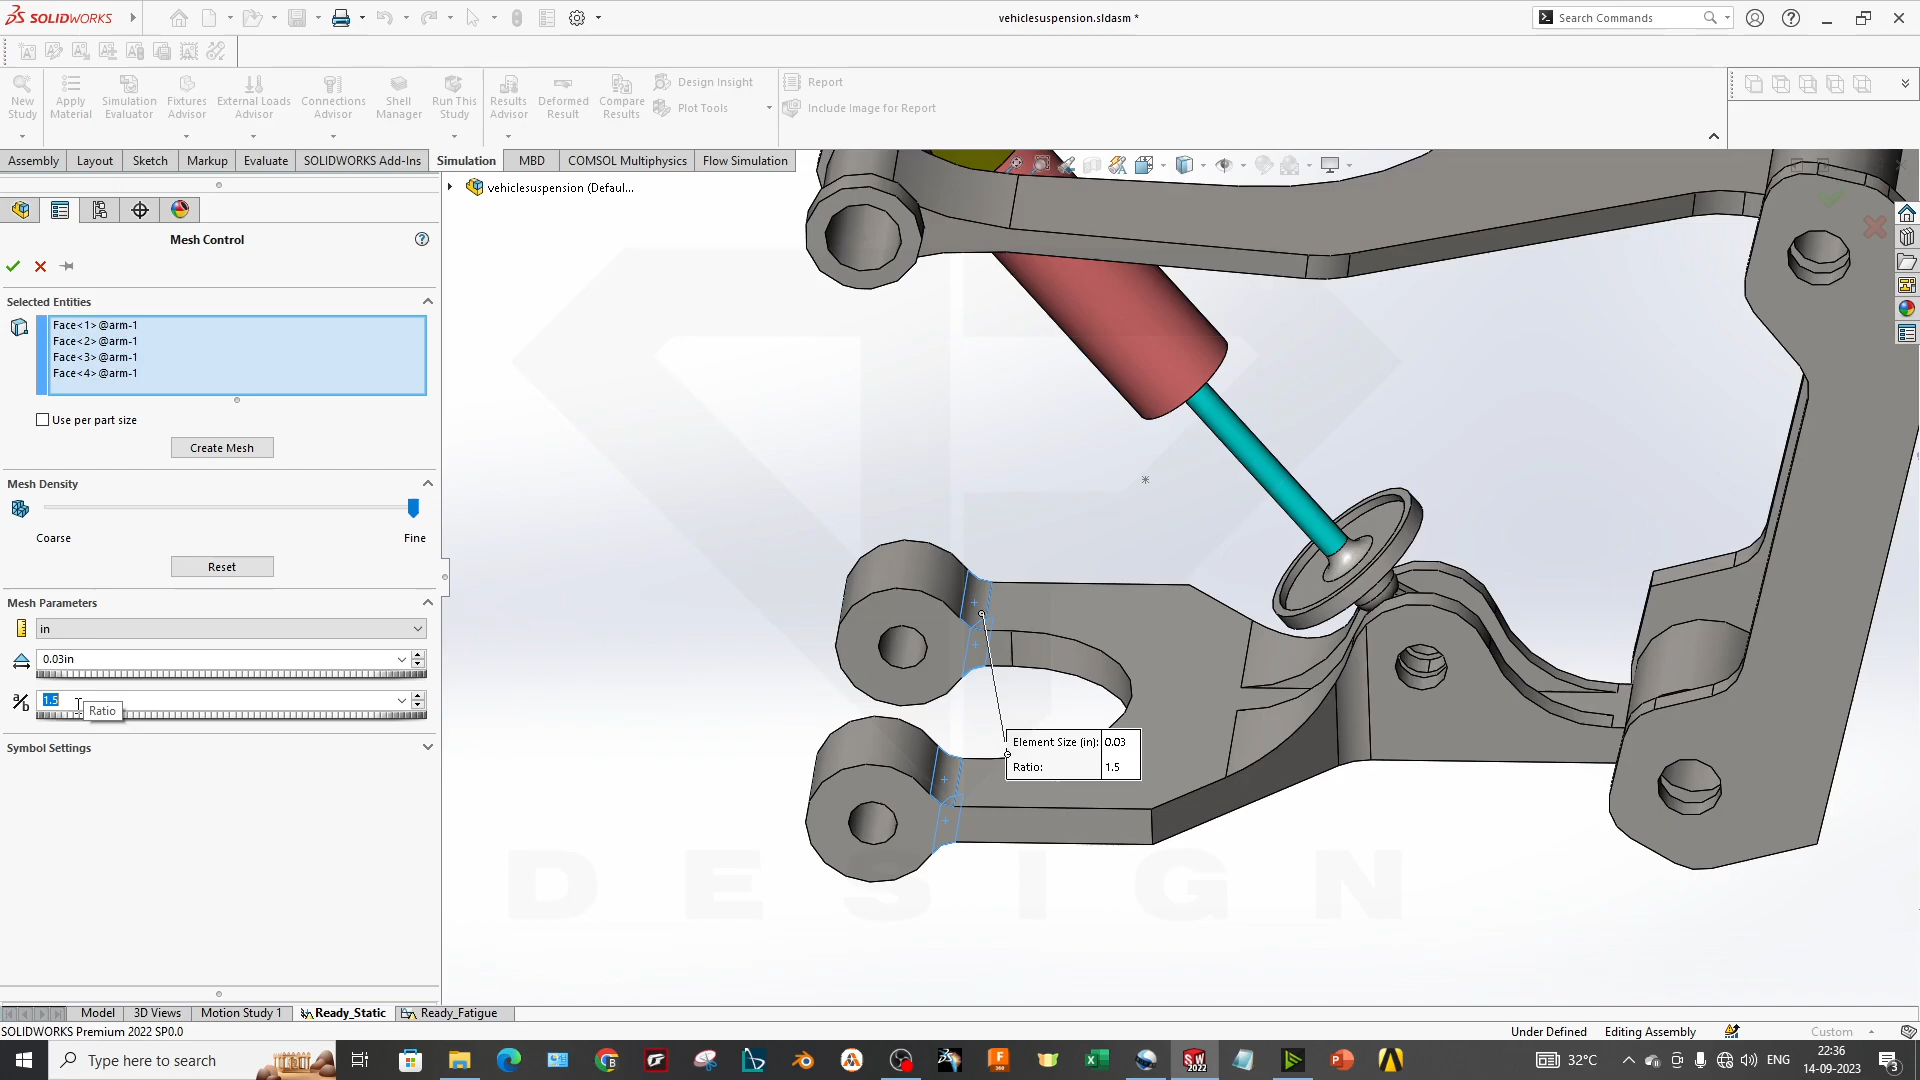 SOLIDWORKS
vehiclesuspension.sldasm *
Search Commands
New Study
Apply Material
Simulation Evaluator
Fixtures Advisor
External Loads Advisor
Connections Advisor
Shell Manager
Run This Study
Results Advisor
Deformed Result
Compare Results
Design Insight
Plot Tools
Report
Include Image for Report
Assembly
Layout
Sketch
Markup
Evaluate
SOLIDWORKS Add-Ins
Simulation
MBD
COMSOL Multiphysics
Flow Simulation
vehiclesuspension (Defaul...
Mesh Control
Selected Entities
Face<1>@arm-1
Face<2>@arm-1
Face<3>@arm-1
Face<4>@arm-1
Use per part size
Create Mesh
Mesh Density
Coarse
Fine
Reset
Mesh Parameters
in
0.03in
a/b
1.5
Ratio
Symbol Settings
Element Size (in): 0.03
Ratio: 1.5
DESIGN
Model
3D Views
Motion Study 1
Ready_Static
Ready_Fatigue
SOLIDWORKS Premium 2022 SP0.0
Under Defined
Editing Assembly
Custom
Type here to search
SW
2022
32°C
ENG
22:36
14-09-2023
3